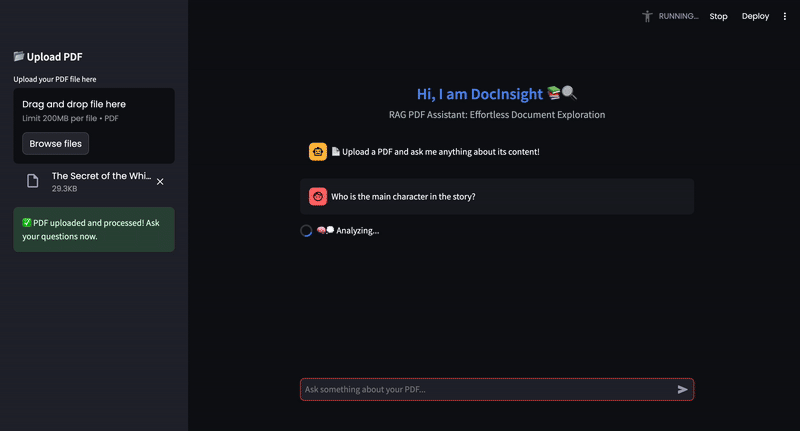 RUNNING...
Stop
Deploy
📂 Upload PDF
Upload your PDF file here
Drag and drop file here
Limit 200MB per file • PDF
Browse files
The Secret of the Whi...
29.3KB
✅ PDF uploaded and processed! Ask
your questions now.
Hi, I am DocInsight 📚🔍
RAG PDF Assistant: Effortless Document Exploration
📄 Upload a PDF and ask me anything about its content!
Who is the main character in the story?
🧠💭 Analyzing...
Ask something about your PDF...